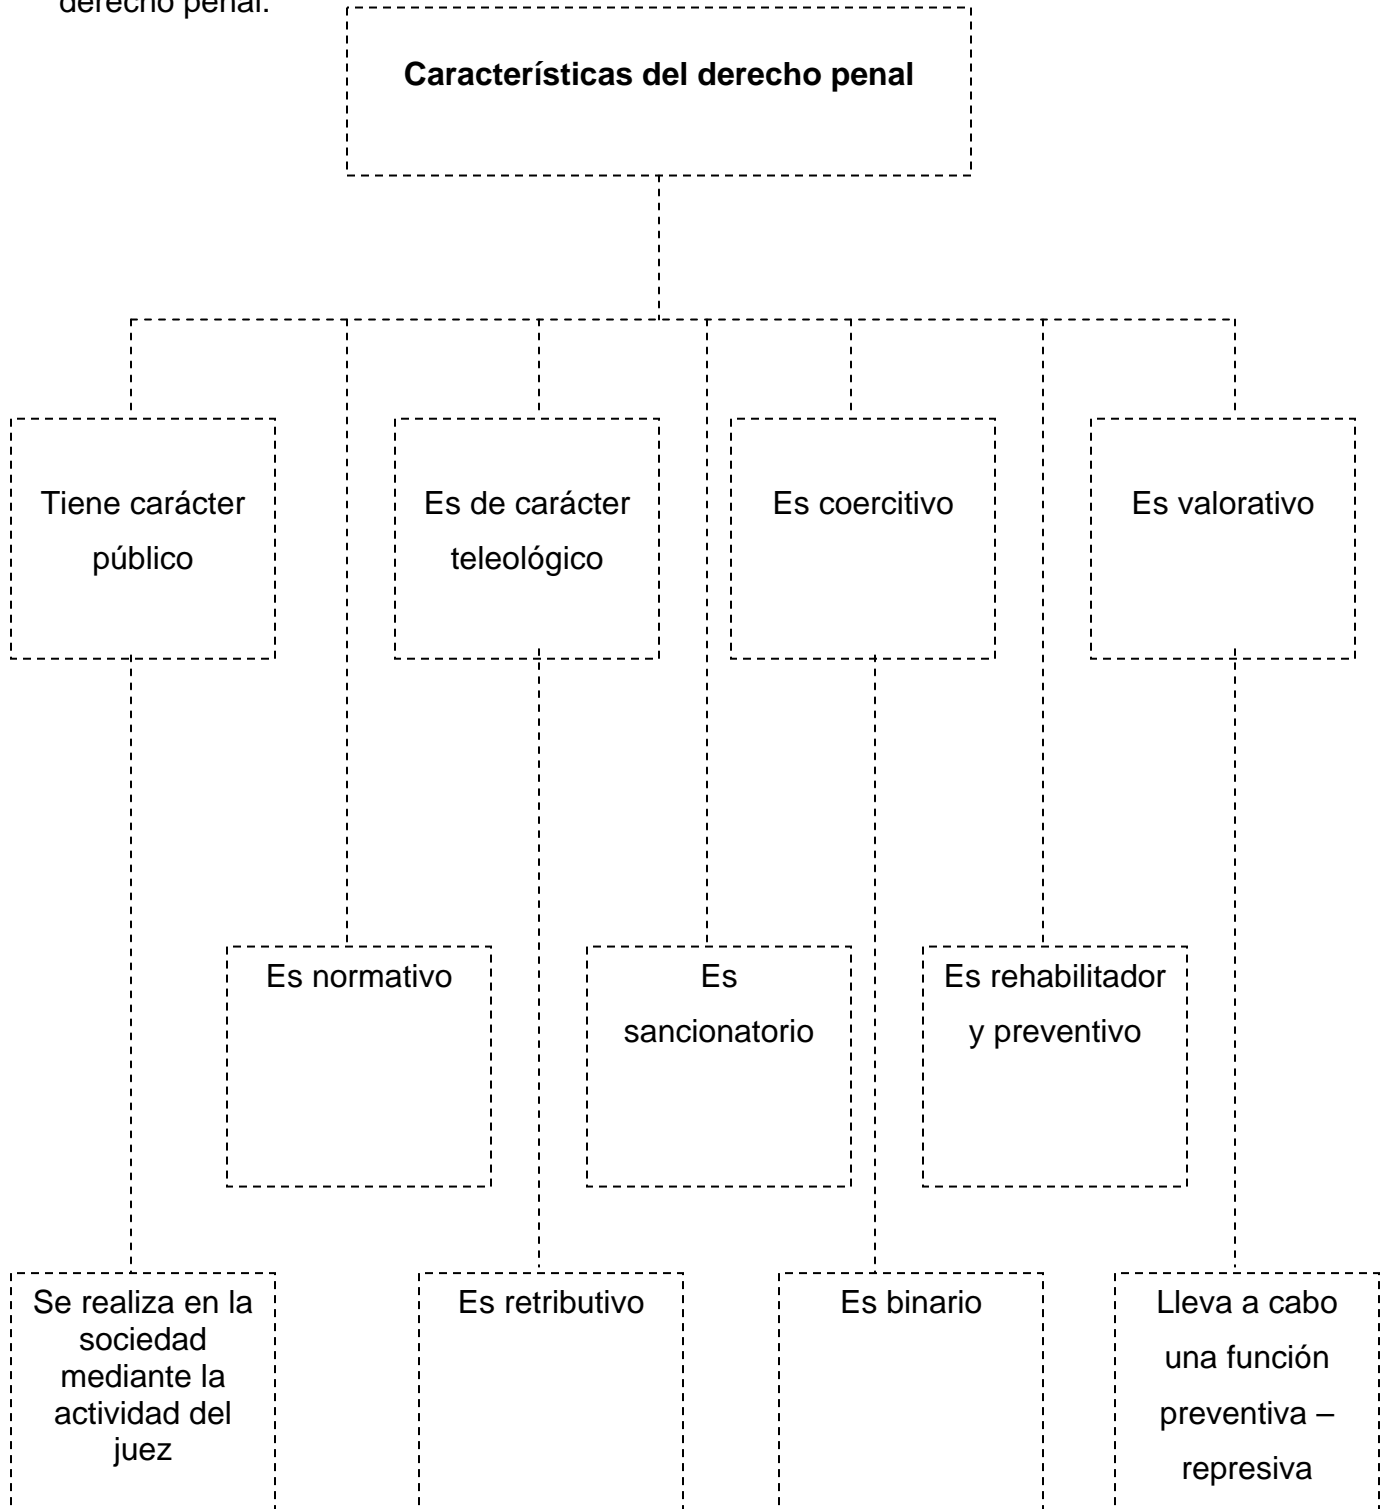 derecho penal.
Características del derecho penal
Tiene carácter
público
Es de carácter
teleológico
Es coercitivo
Es valorativo
Es normativo
Es
sancionatorio
Es rehabilitador
y preventivo
Se realiza en la
sociedad
mediante la
actividad del
juez
Es retributivo
Es binario
Lleva a cabo
una función
preventiva –
represiva